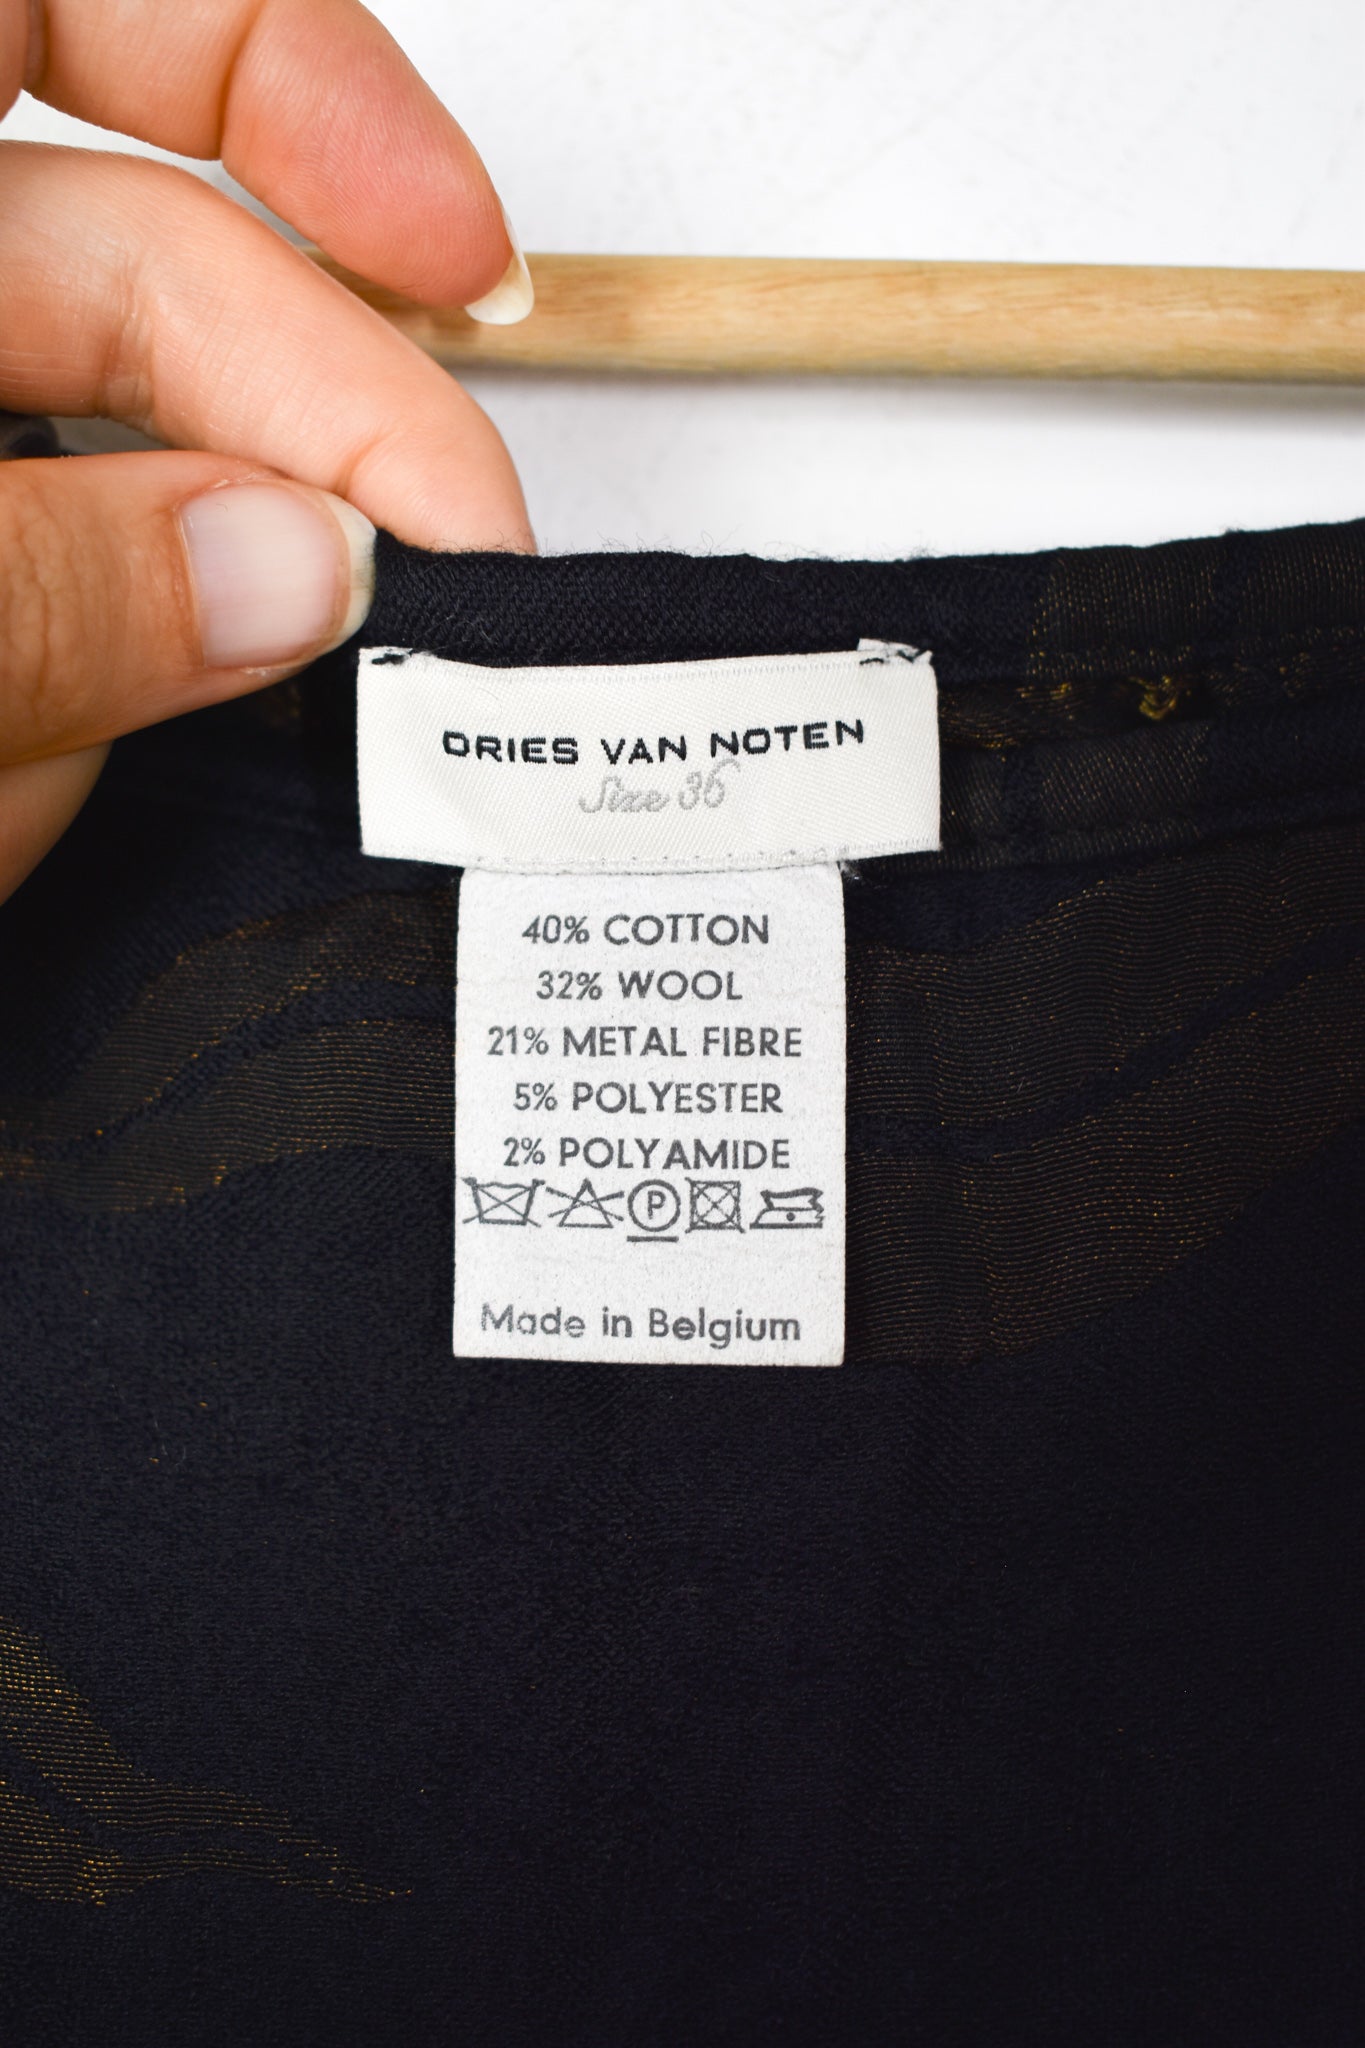 DRIES VAN NOTEN
Size 36
40% COTTON
32% WOOL
21% METAL FIBRE
5% POLYESTER
2% POLYAMIDE
P
Made in Belgium